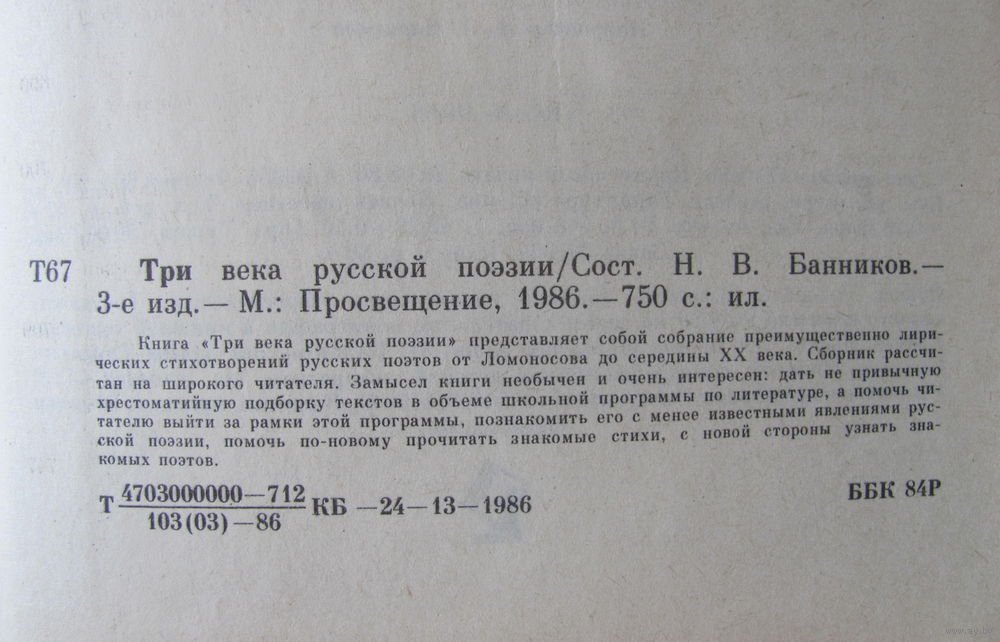 Т67 Три века русской поэзии/Сост. Н. В. Банников.—
3-е изд.— М.: Просвещение, 1986.—750 с.: ил.
Книга «Три века русской поэзии» представляет собой собрание преимущественно лири-
ческих стихотворений русских поэтов от Ломоносова до середины XX века. Сборник рассчи-
тан на широкого читателя. Замысел книги необычен и очень интересен: дать не привычную
хрестоматийную подборку текстов в объеме школьной программы по литературе, а помочь чи-
тателю выйти за рамки этой программы, познакомить его с менее известными явлениями рус-
ской поэзии, помочь по-новому прочитать знакомые стихи, с новой стороны узнать зна-
комых поэтов.
Т 4703000000—712 КБ —24—13—1986 ББК 84Р
103(03)—86